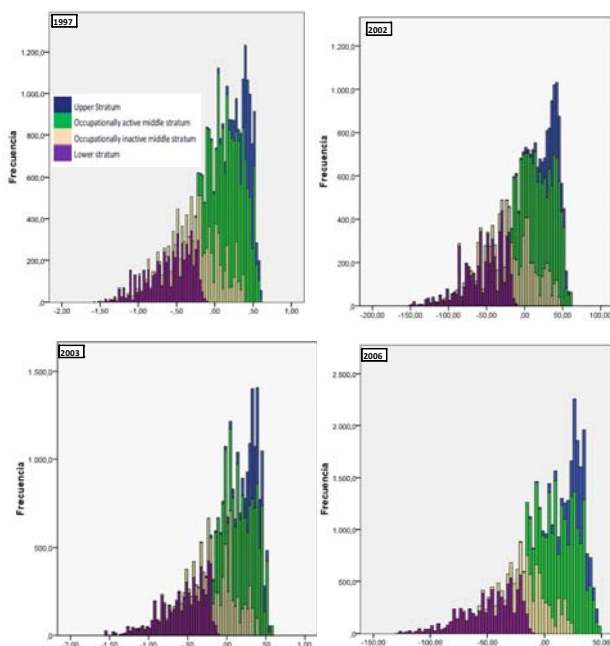 1997
1.200,0
1.000,0
800,0
600,0
400,0
200,0
,0
Frecuencia
Upper Stratum
Occupationally active middle stratum
Occupationally inactive middle stratum
Lower stratum
-2,00 -1,50 -1,00 -,50 ,00 ,50 1,00
2002
1.200,0
1.000,0
800,0
600,0
400,0
200,0
,0
Frecuencia
-200,00 -150,00 -100,00 -50,00 ,00 50,00 100,00
2003
1.500,0
1.000,0
500,0
,0
Frecuencia
-2,00 -1,50 -1,00 -,50 ,00 ,50 1,00
2006
2.500,0
2.000,0
1.500,0
1.000,0
500,0
,0
Frecuencia
-150,00 -100,00 -50,00 ,00 50,00